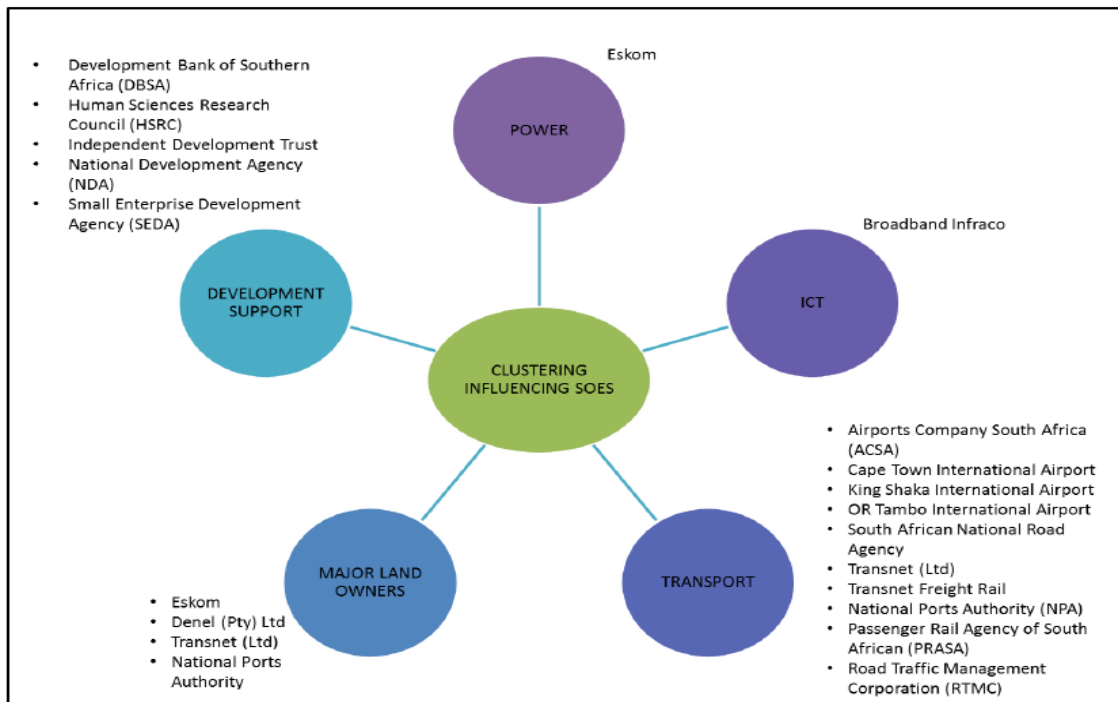 Eskom
POWER
• Development Bank of Southern
Africa (DBSA)
• Human Sciences Research
Council (HSRC)
• Independent Development Trust
• National Development Agency
(NDA)
• Small Enterprise Development
Agency (SEDA)
DEVELOPMENT
SUPPORT
Broadband Infraco
ICT
CLUSTERING
INFLUENCING SOES
MAJOR LAND
OWNERS
• Eskom
• Denel (Pty) Ltd
• Transnet (Ltd)
• National Ports
Authority
TRANSPORT
• Airports Company South Africa
(ACSA)
• Cape Town International Airport
• King Shaka International Airport
• OR Tambo International Airport
• South African National Road
Agency
• Transnet (Ltd)
• Transnet Freight Rail
• National Ports Authority (NPA)
• Passenger Rail Agency of South
African (PRASA)
• Road Traffic Management
Corporation (RTMC)